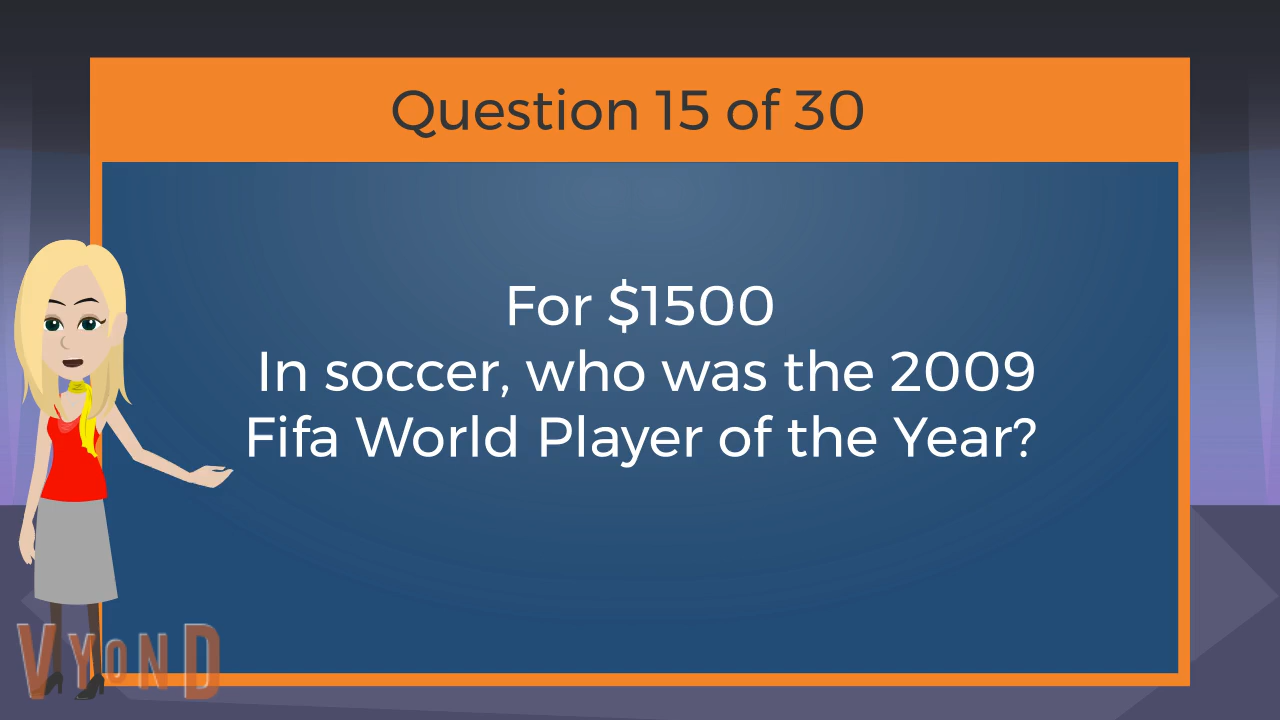 Question 15 of 30
For $1500
In soccer, who was the 2009
Fifa World Player of the Year?
VYOND